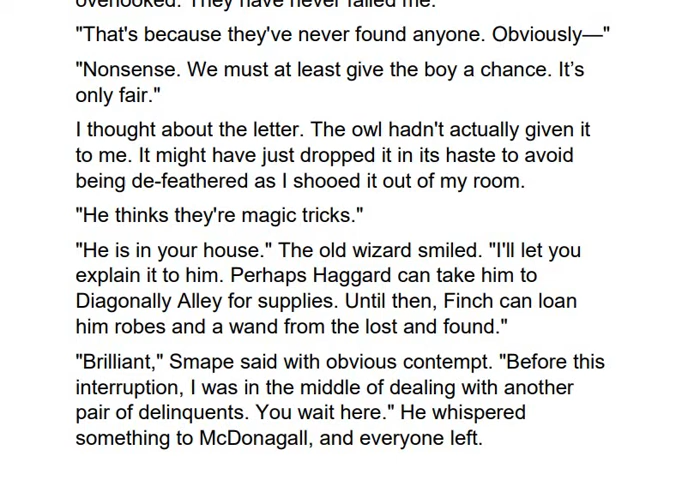 overlooked. They have never failed me."
"That's because they've never found anyone. Obviously—"
"Nonsense. We must at least give the boy a chance. It’s
only fair."
I thought about the letter. The owl hadn't actually given it
to me. It might have just dropped it in its haste to avoid
being de-feathered as I shooed it out of my room.
"He thinks they're magic tricks."
"He is in your house." The old wizard smiled. "I'll let you
explain it to him. Perhaps Haggard can take him to
Diagonally Alley for supplies. Until then, Finch can loan
him robes and a wand from the lost and found."
"Brilliant," Smape said with obvious contempt. "Before this
interruption, I was in the middle of dealing with another
pair of delinquents. You wait here." He whispered
something to McDonagall, and everyone left.